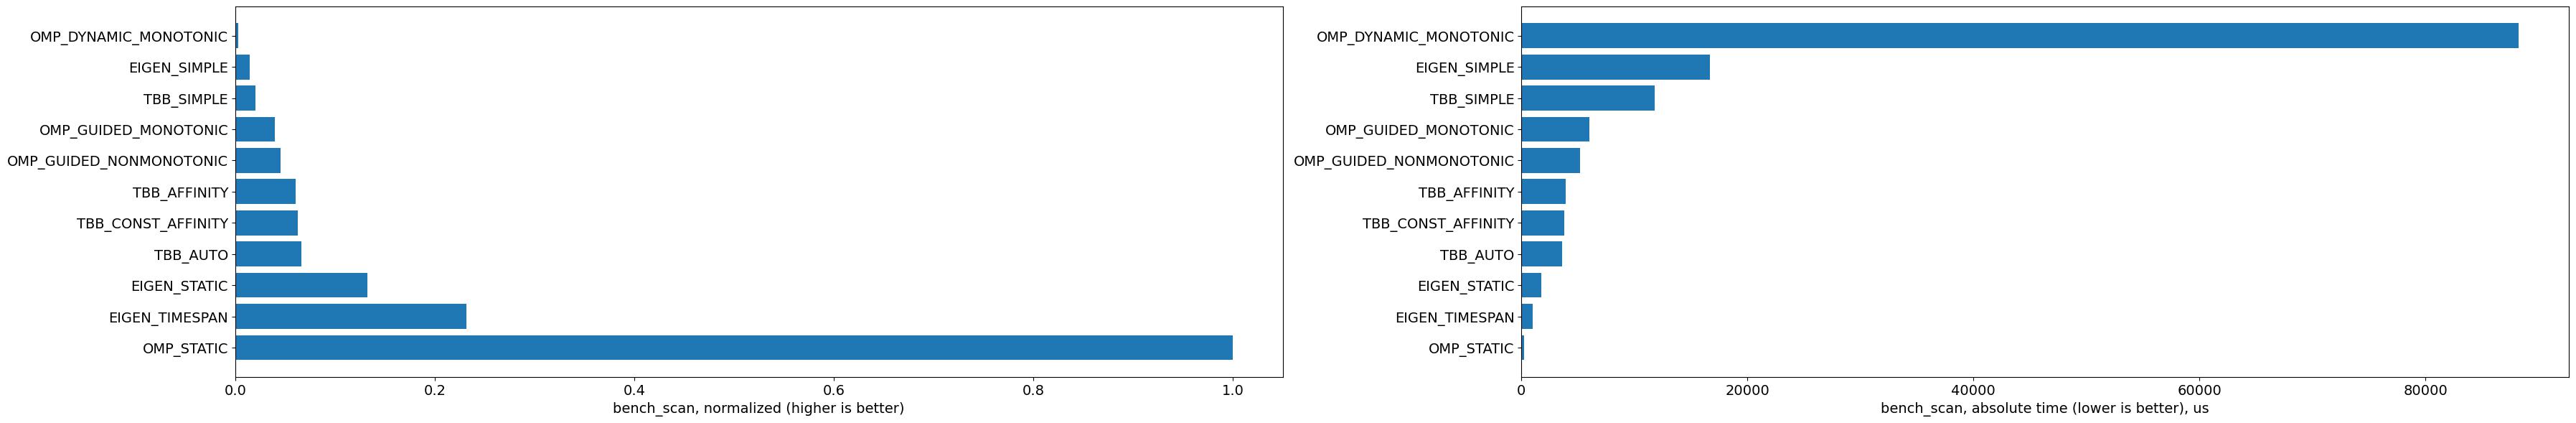 OMP_DYNAMIC_MONOTONIC
EIGEN_SIMPLE
TBB_SIMPLE
OMP_GUIDED_MONOTONIC
OMP_GUIDED_NONMONOTONIC
TBB_AFFINITY
TBB_CONST_AFFINITY
TBB_AUTO
EIGEN_STATIC
EIGEN_TIMESPAN
OMP_STATIC
0.0 0.2 0.4 0.6 0.8 1.0
bench_scan, normalized (higher is better)
OMP_DYNAMIC_MONOTONIC
EIGEN_SIMPLE
TBB_SIMPLE
OMP_GUIDED_MONOTONIC
OMP_GUIDED_NONMONOTONIC
TBB_AFFINITY
TBB_CONST_AFFINITY
TBB_AUTO
EIGEN_STATIC
EIGEN_TIMESPAN
OMP_STATIC
0 20000 40000 60000 80000
bench_scan, absolute time (lower is better), us